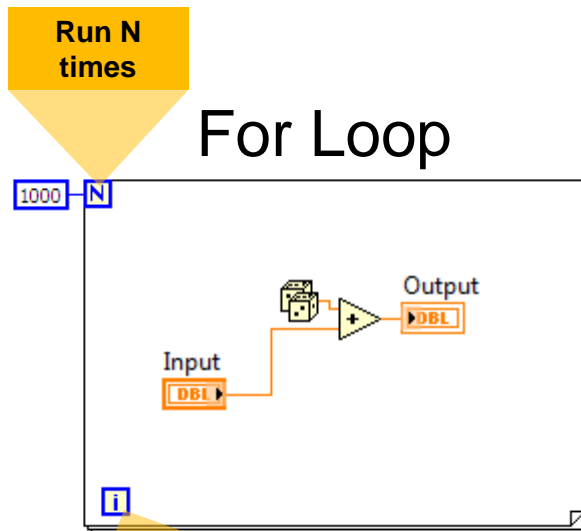 Run N
times
For Loop
1000
N
Output
DBL
Input
DBL
+
i